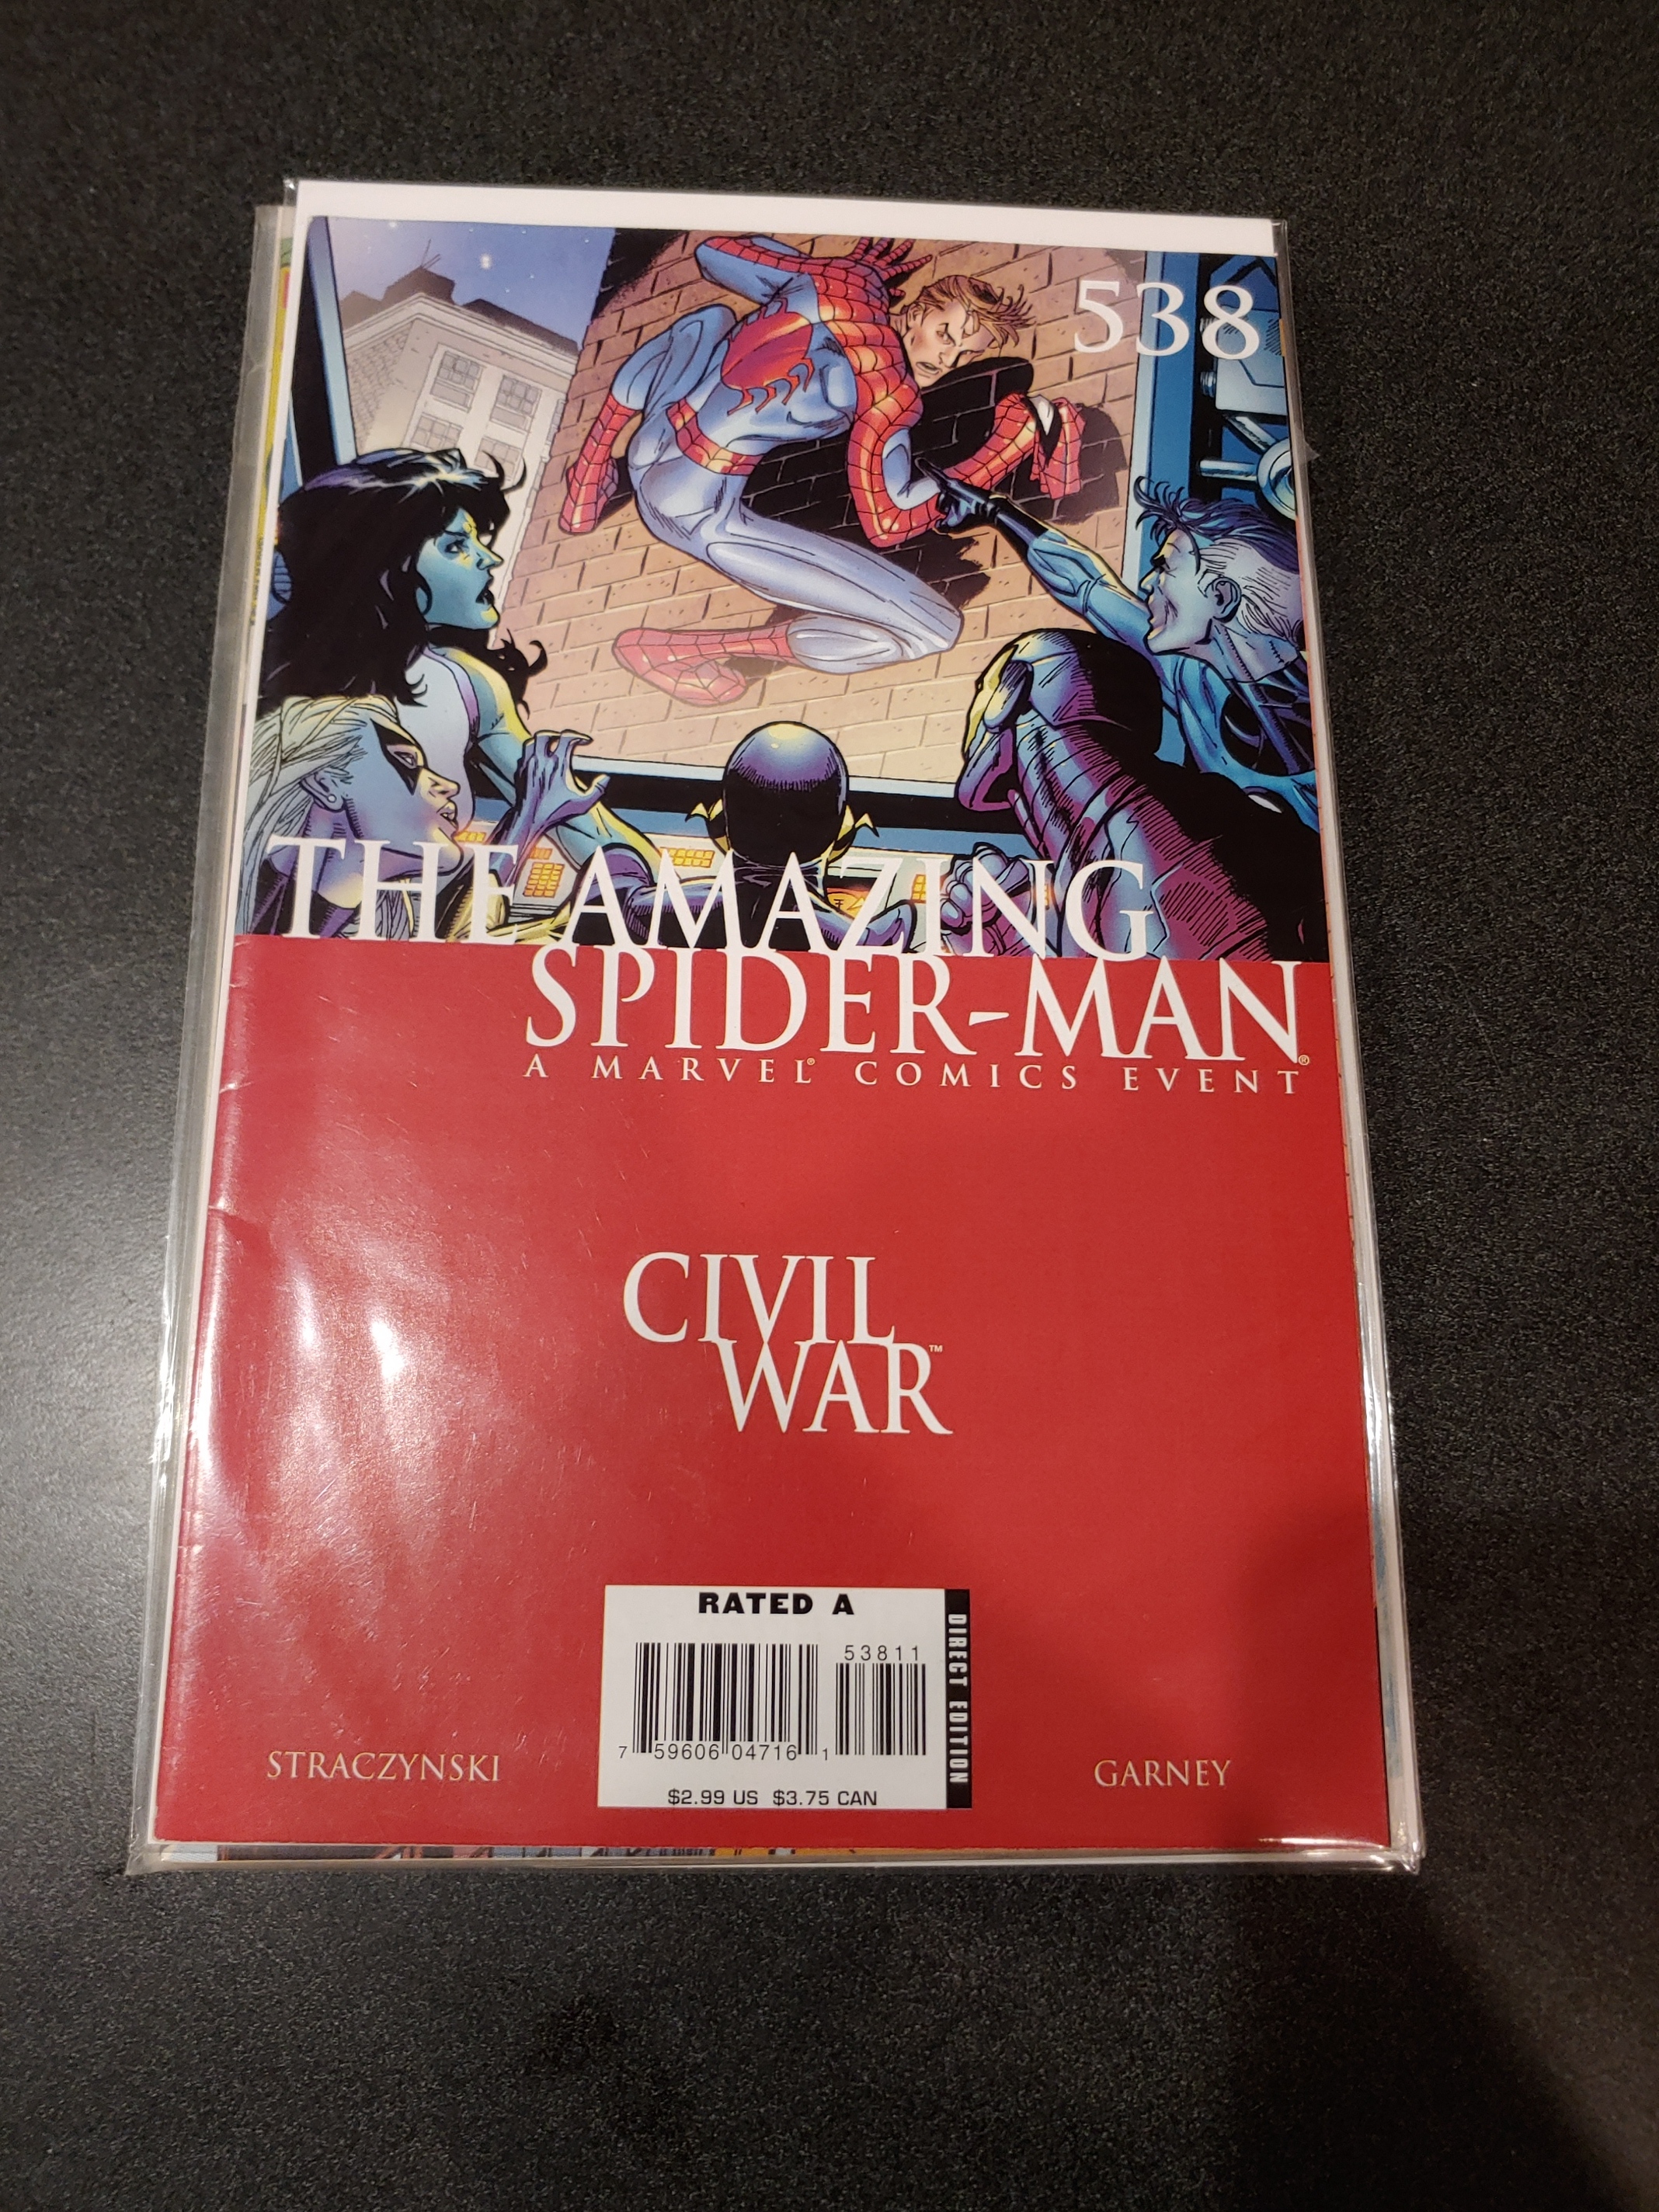 538
THE AMAZING
SPIDER-MAN®
A MARVEL® COMICS EVENT
CIVIL
WAR™
RATED A
DIRECT EDITION
53811
7 59606 04716 1
$2.99 US $3.75 CAN
STRACZYNSKI
GARNEY